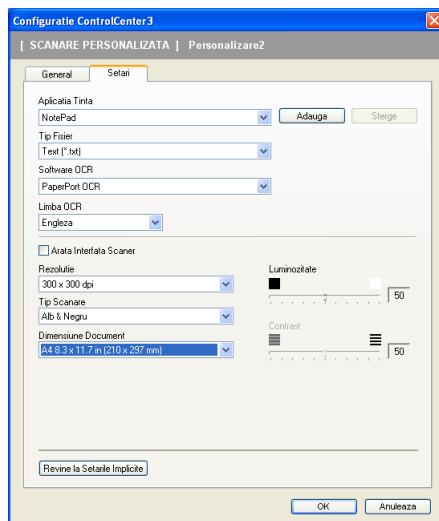 Configuratie ControlCenter3
[ SCANARE PERSONALIZATA ] Personalizare2
General Setari
Aplicatia Tinta
NotePad Adauga Sterge
Tip Fisier
Text (*.txt)
Software OCR
PaperPort OCR
Limba OCR
Engleza
Arata Interfata Scaner
Rezolutie Luminozitate
300 x 300 dpi 50
Tip Scanare
Alb & Negru
Contrast
Dimensiune Document
A4 8.3 x 11.7 in (210 x 297 mm) 50
Revine la Setarile Implicite
OK Anuleaza